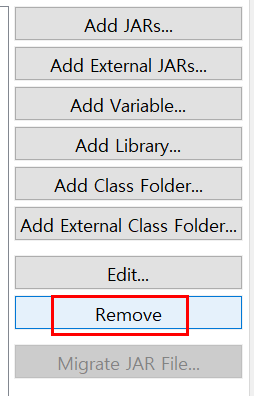 Add JARs...
Add External JARs...
Add Variable...
Add Library...
Add Class Folder...
Add External Class Folder...
Edit...
Remove
Migrate JAR File...